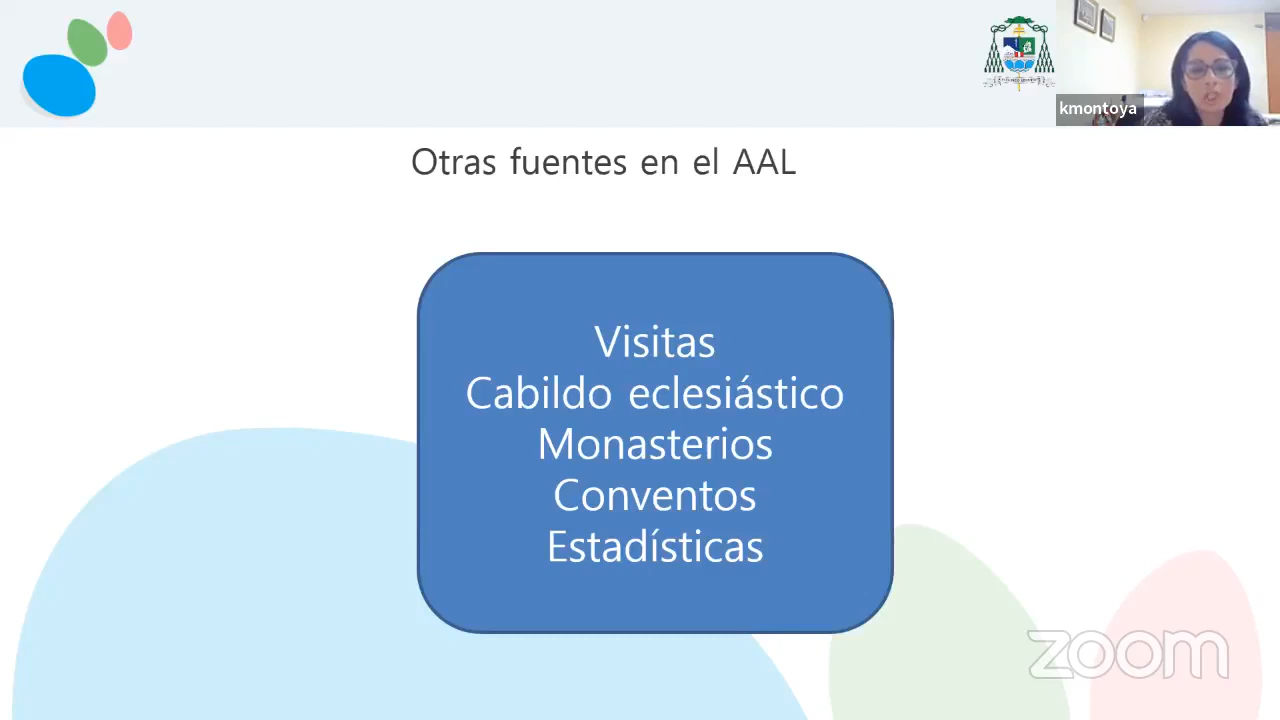 kmontoya
Otras fuentes en el AAL
Visitas
Cabildo eclesiástico
Monasterios
Conventos
Estadísticas
zoom